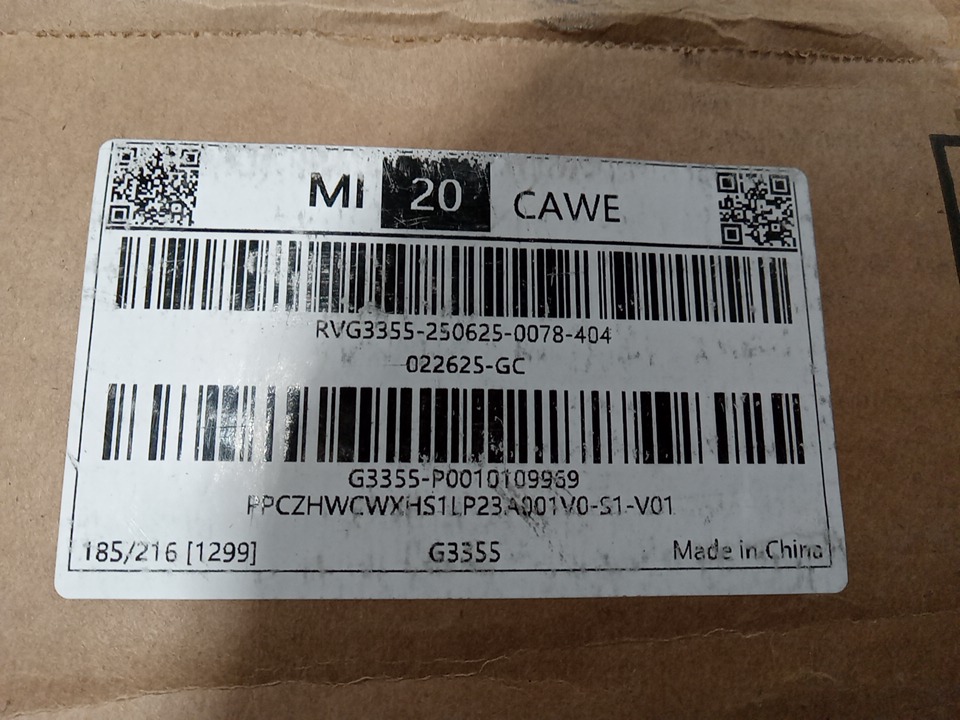 MI 20 CAWE
RVG3355-250625-0078-404
022625-GC
G3355-P0010109969
PPCZHWCWXHS1LP23A001V0-S1-V01
185/216 [1299] G3355 Made in China